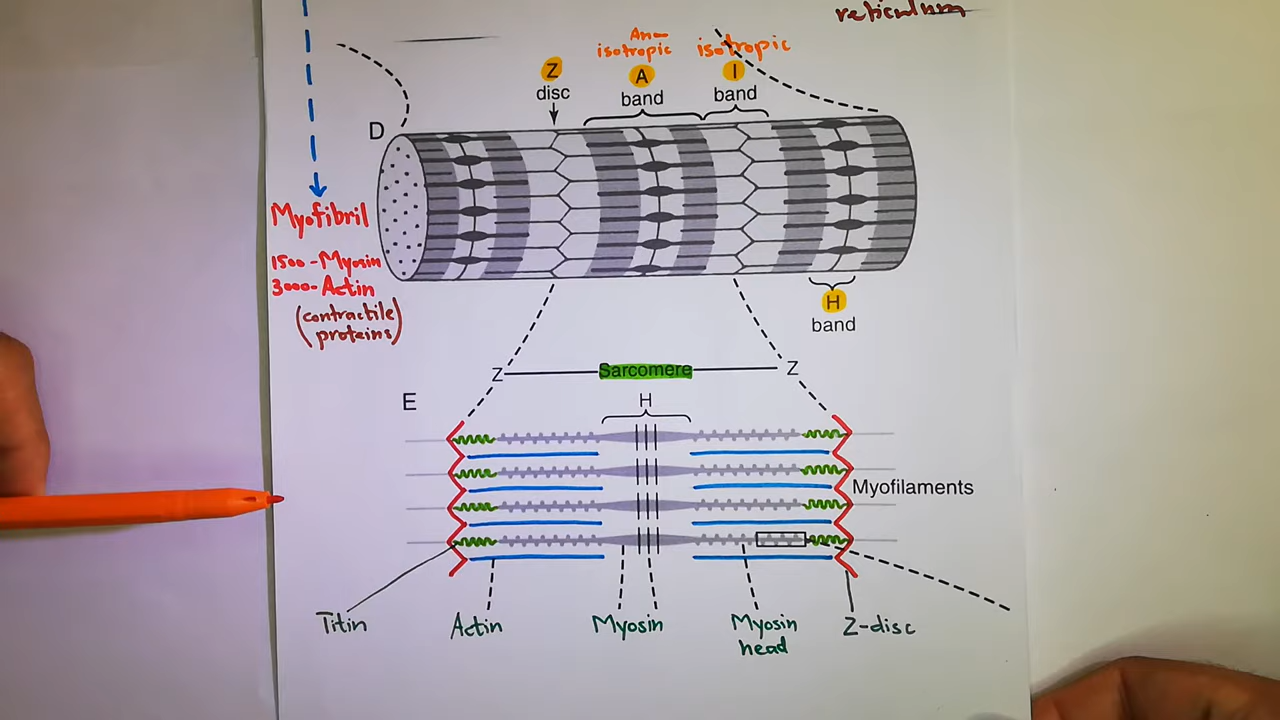 reticulum
An-
isotropic
isotropic
Z
disc
A
band
I
band
D
Myofibril
1500-Myosin
3000-Actin
(contractile
proteins)
H
band
Z
Sarcomere
Z
E
H
Myofilaments
Titin
Actin
Myosin
Myosin
head
Z-disc